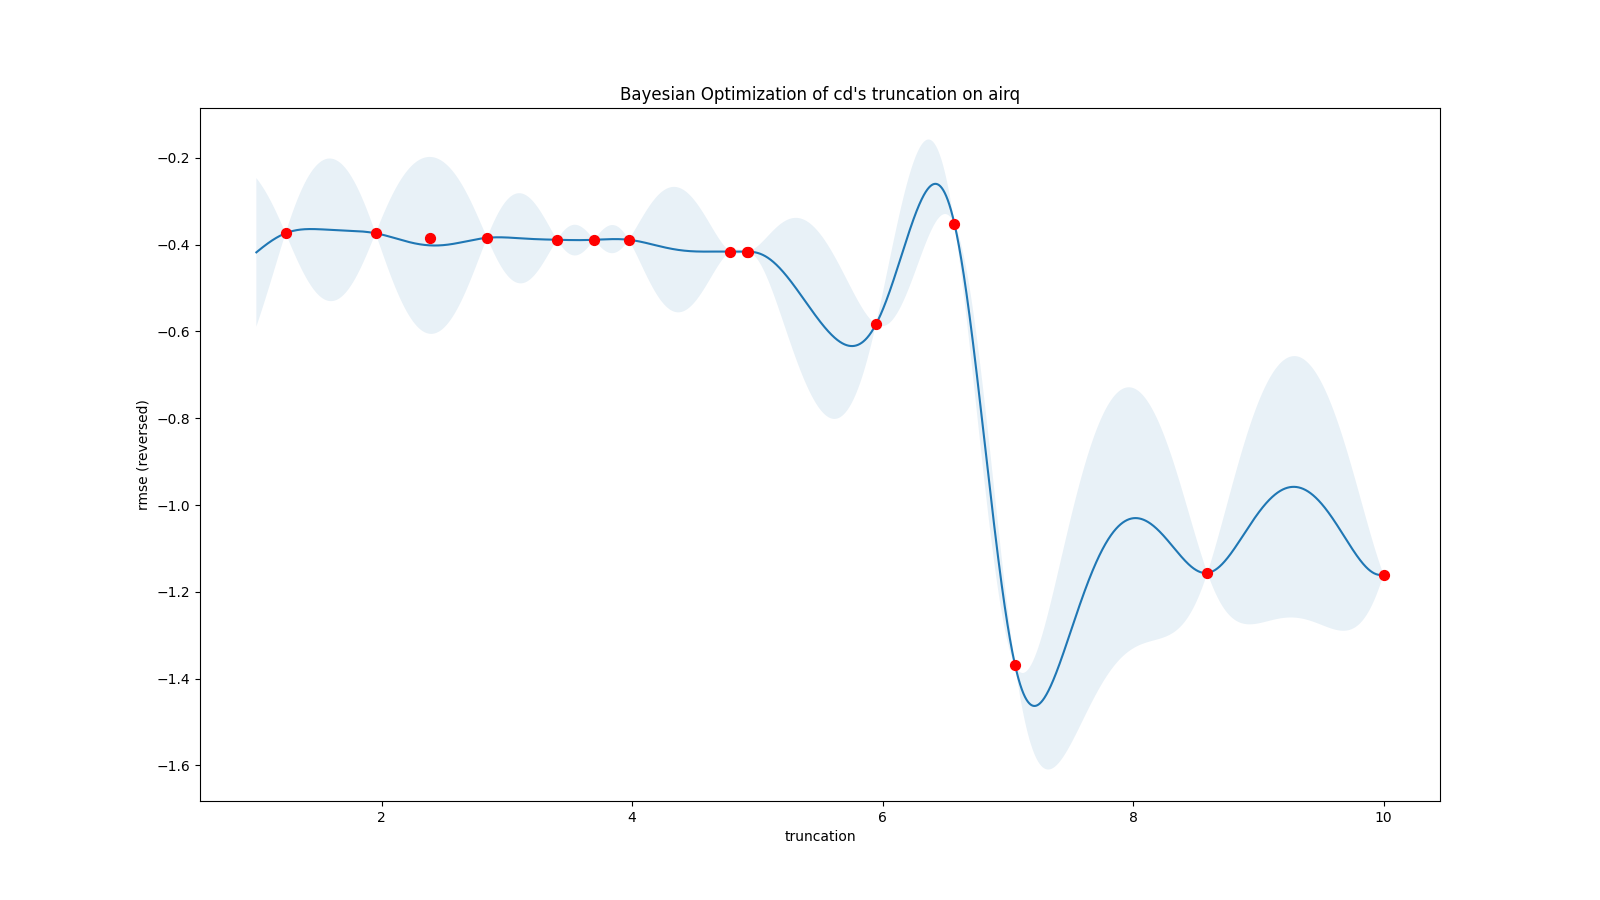 Bayesian Optimization of cd's truncation on airq
−0.2
−0.4
−0.6
−0.8
−1.0
−1.2
−1.4
−1.6
rmse (reversed)
2 4 6 8 10
truncation